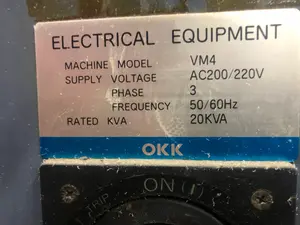 ELECTRICAL EQUIPMENT
MACHINE MODEL VM4
SUPPLY VOLTAGE AC200/220V
PHASE 3
FREQUENCY 50/60Hz
RATED KVA 20KVA
OKK
TRIP
ON (I)